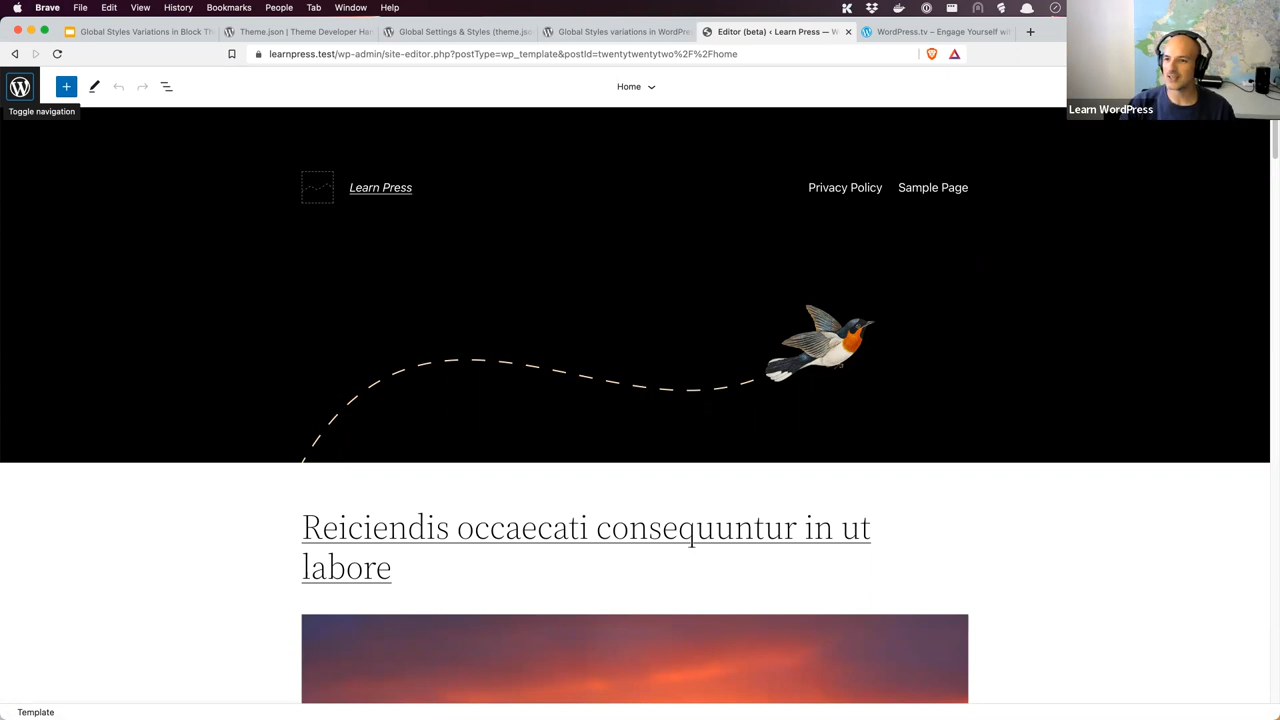 Brave File Edit View History Bookmarks People Tab Window Help
Global Styles Variations in Block Th
Theme.json | Theme Developer Han
Global Settings & Styles (theme.jso
Global Styles variations in WordPre
Editor (beta) ‹ Learn Press — W
WordPress.tv – Engage Yourself wi
learnpress.test/wp-admin/site-editor.php?postType=wp_template&postId=twentytwentytwo%2F%2Fhome
Home
Toggle navigation
Learn WordPress
Learn Press
Privacy Policy Sample Page
Reiciendis occaecati consequuntur in ut
labore
Template